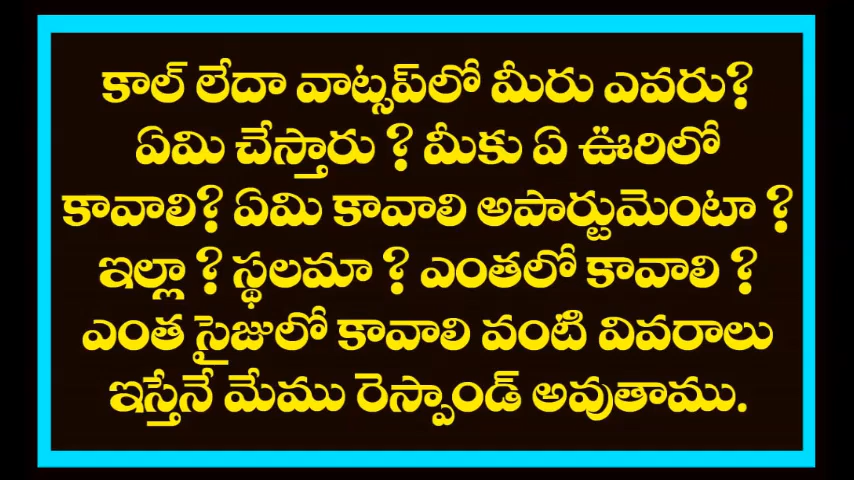 కాల్ లేదా వాట్సప్‌లో మీరు ఎవరు?
ఏమి చేస్తారు ? మీకు ఏ ఊరిలో
కావాలి? ఏమి కావాలి అపార్టుమెంటా ?
ఇల్లా ? స్థలమా ? ఎంతలో కావాలి ?
ఎంత సైజులో కావాలి వంటి వివరాలు
ఇస్తేనే మేము రెస్పాండ్ అవుతాము.